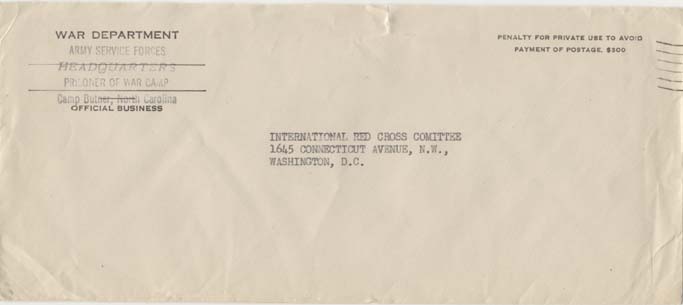 WAR DEPARTMENT
ARMY SERVICE FORCES
HEADQUARTERS
PRISONER OF WAR CAMP
Camp Butner, North Carolina
OFFICIAL BUSINESS
PENALTY FOR PRIVATE USE TO AVOID
PAYMENT OF POSTAGE, $300
INTERNATIONAL RED CROSS COMITTEE
1645 CONNECTICUT AVENUE, N.W.,
WASHINGTON, D.C.